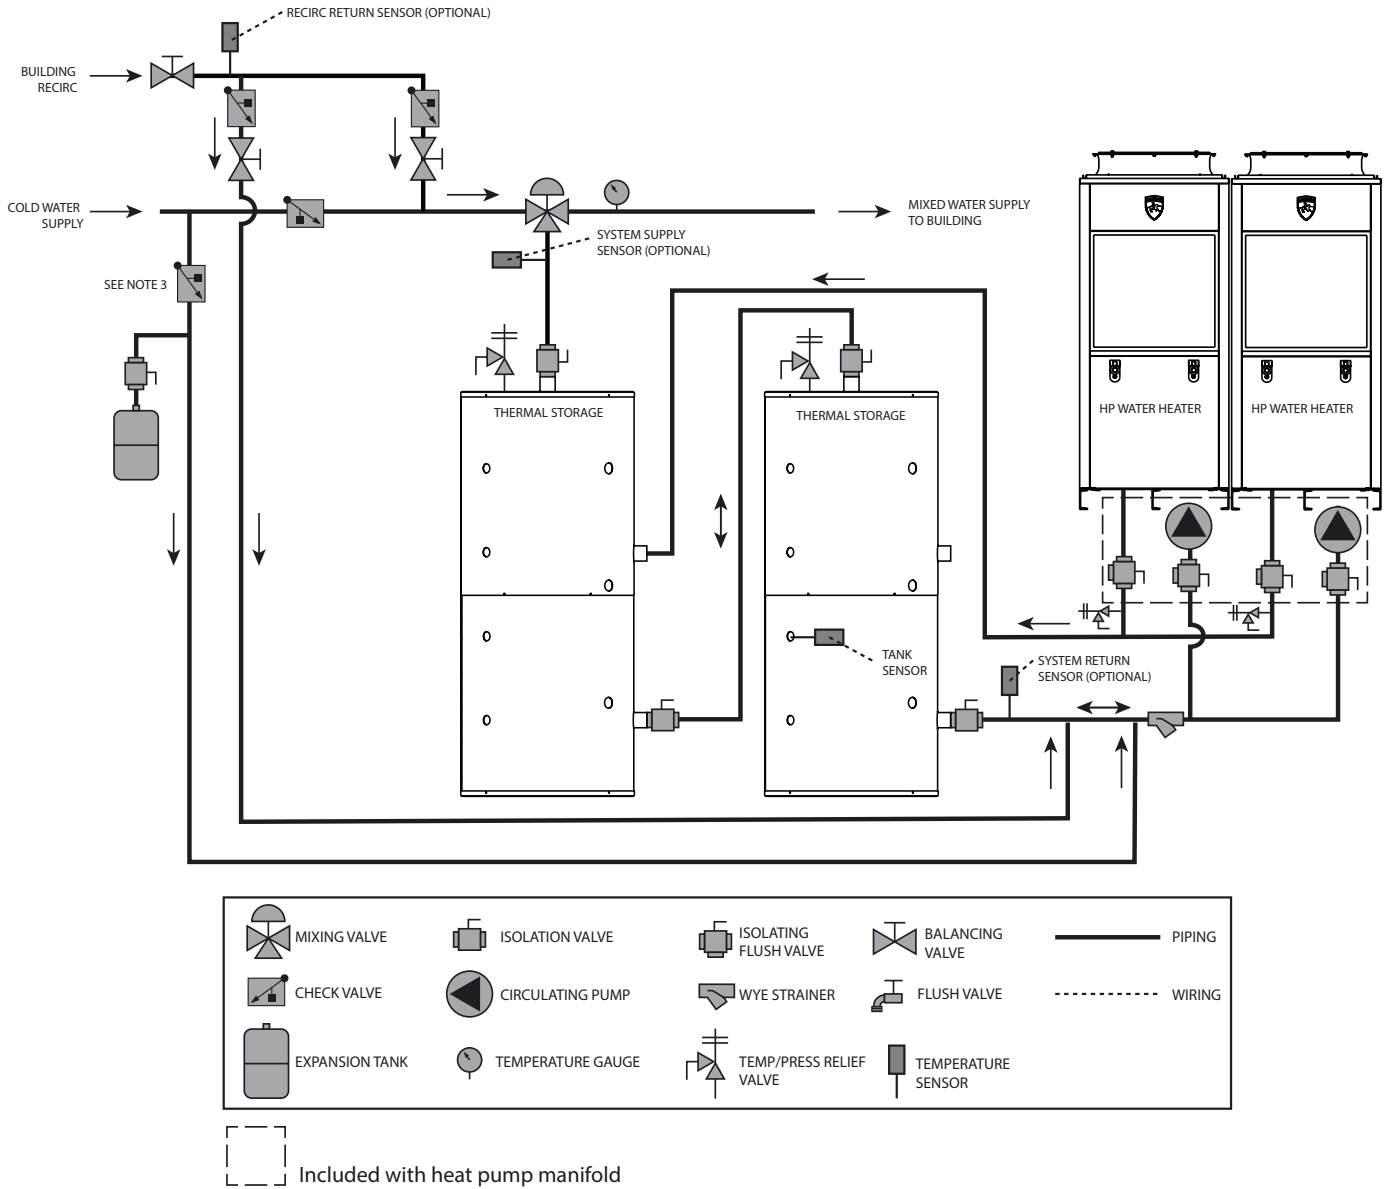 RECIRC RETURN SENSOR (OPTIONAL)
BUILDING
RECIRC
COLD WATER
SUPPLY
MIXED WATER SUPPLY
TO BUILDING
SYSTEM SUPPLY
SENSOR (OPTIONAL)
SEE NOTE 3
THERMAL STORAGE
THERMAL STORAGE
HP WATER HEATER
HP WATER HEATER
TANK
SENSOR
SYSTEM RETURN
SENSOR (OPTIONAL)
MIXING VALVE
ISOLATION VALVE
ISOLATING
FLUSH VALVE
BALANCING
VALVE
PIPING
CHECK VALVE
CIRCULATING PUMP
WYE STRAINER
FLUSH VALVE
WIRING
EXPANSION TANK
TEMPERATURE GAUGE
TEMP/PRESS RELIEF
VALVE
TEMPERATURE
SENSOR
Included with heat pump manifold